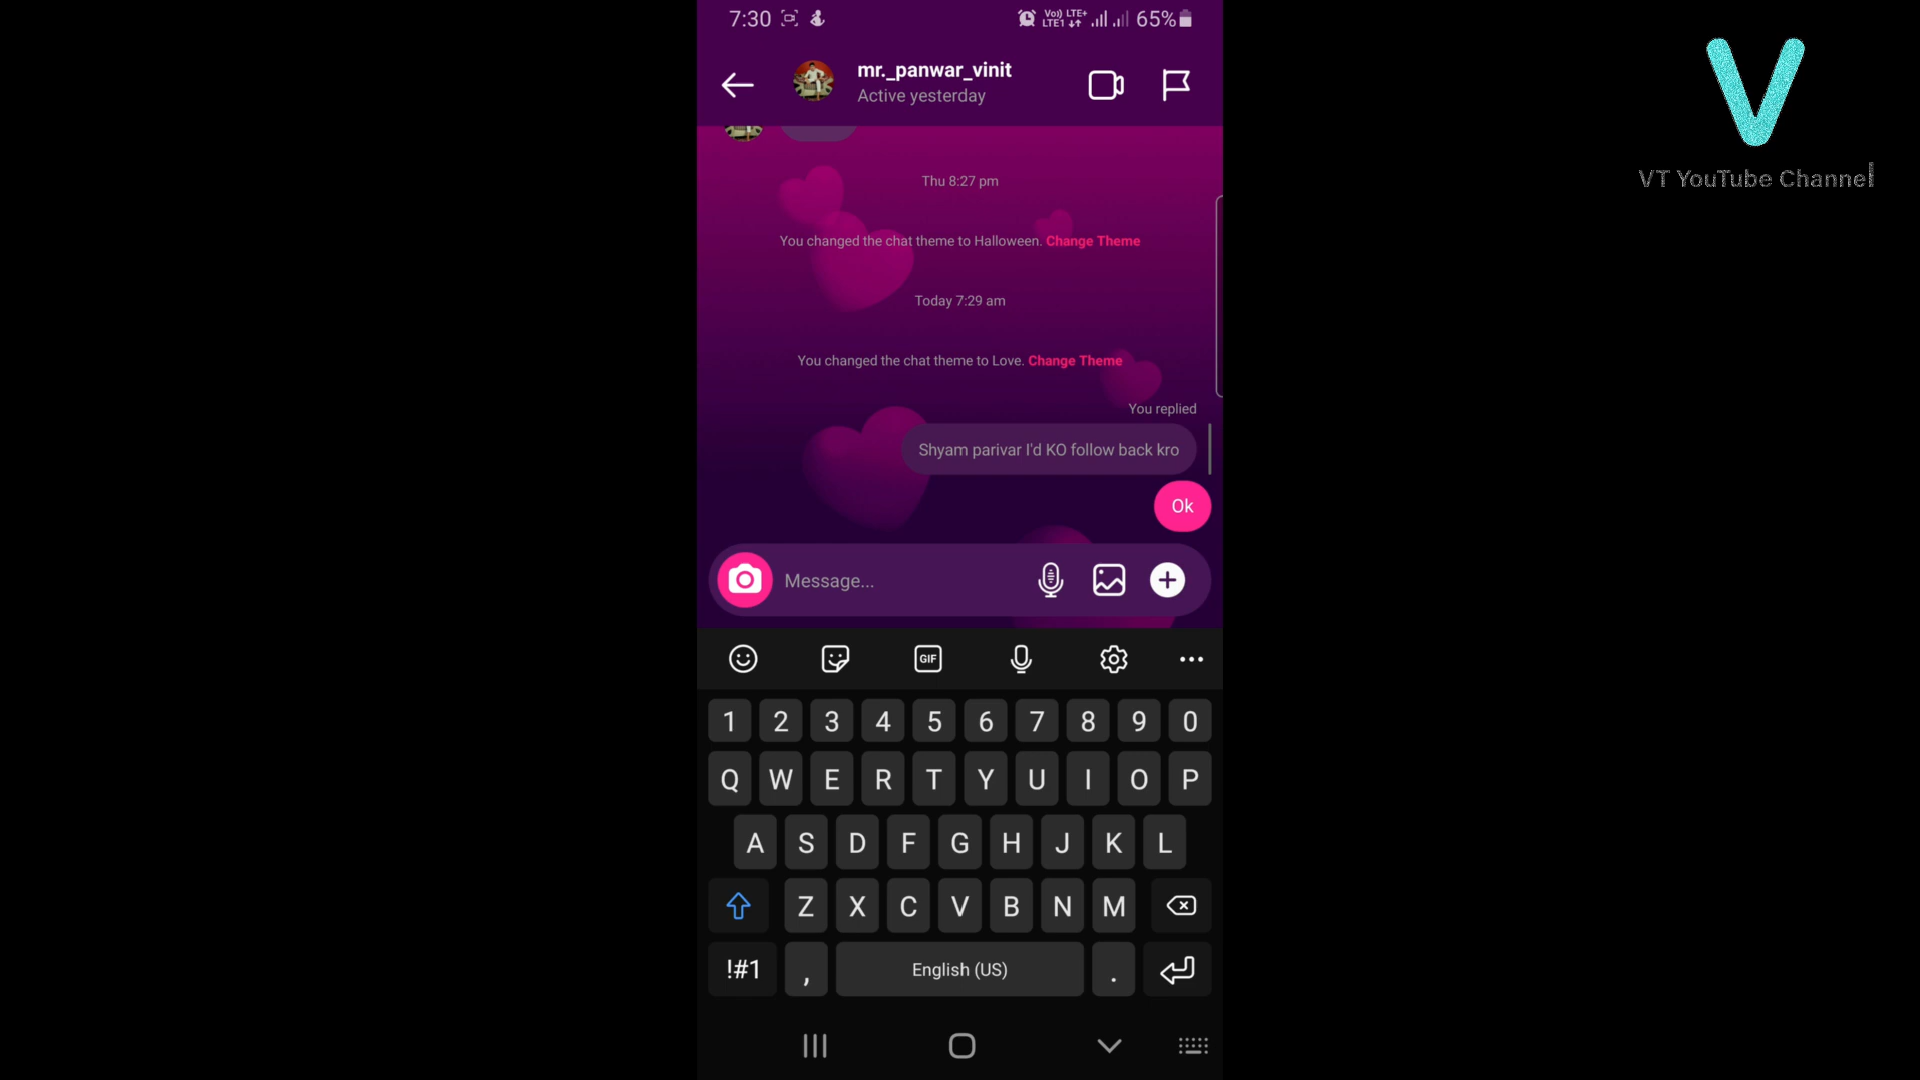 7:30 Vo) LTE+ LTE1 65%
mr._panwar_vinit
Active yesterday
V
VT YouTube Channel
Thu 8:27 pm
You changed the chat theme to Halloween. Change Theme
Today 7:29 am
You changed the chat theme to Love. Change Theme
You replied
Shyam parivar I'd KO follow back kro
Ok
Message...
GIF
1 2 3 4 5 6 7 8 9 0
Q W E R T Y U I O P
A S D F G H J K L
Z X C V B N M
!#1 , English (US) .